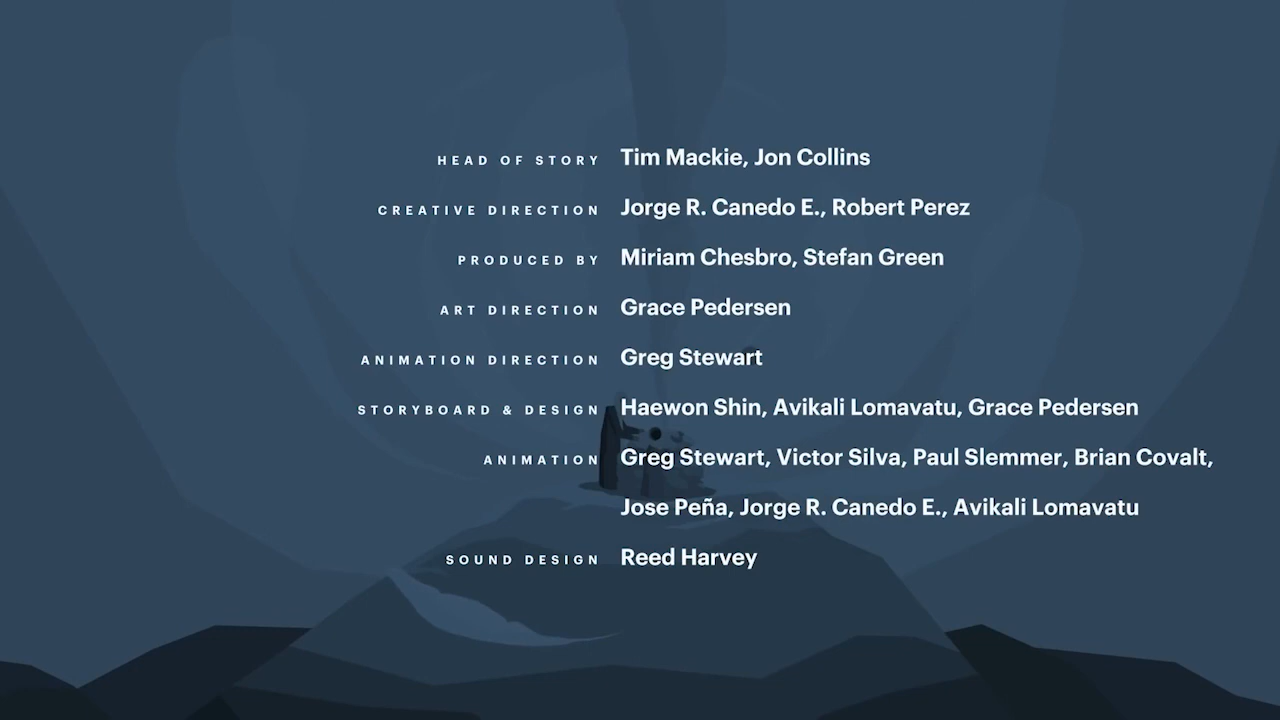 HEAD OF STORY Tim Mackie, Jon Collins
CREATIVE DIRECTION Jorge R. Canedo E., Robert Perez
PRODUCED BY Miriam Chesbro, Stefan Green
ART DIRECTION Grace Pedersen
ANIMATION DIRECTION Greg Stewart
STORYBOARD & DESIGN Haewon Shin, Avikali Lomavatu, Grace Pedersen
ANIMATION Greg Stewart, Victor Silva, Paul Slemmer, Brian Covalt,
Jose Peña, Jorge R. Canedo E., Avikali Lomavatu
SOUND DESIGN Reed Harvey